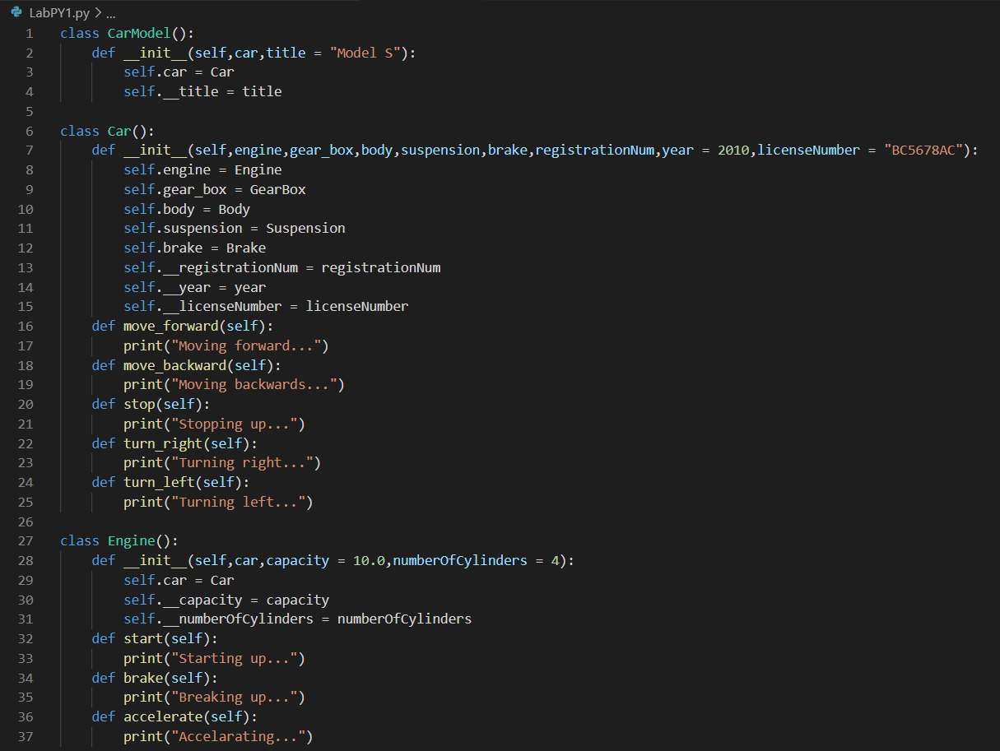 LabPY1.py > ...
1 class CarModel():
2     def __init__(self,car,title = "Model S"):
3         self.car = Car
4         self.__title = title
5
6 class Car():
7     def __init__(self,engine,gear_box,body,suspension,brake,registrationNum,year = 2010,licenseNumber = "BC5678AC"):
8         self.engine = Engine
9         self.gear_box = GearBox
10         self.body = Body
11         self.suspension = Suspension
12         self.brake = Brake
13         self.__registrationNum = registrationNum
14         self.__year = year
15         self.__licenseNumber = licenseNumber
16     def move_forward(self):
17         print("Moving forward...")
18     def move_backward(self):
19         print("Moving backwards...")
20     def stop(self):
21         print("Stopping up...")
22     def turn_right(self):
23         print("Turning right...")
24     def turn_left(self):
25         print("Turning left...")
26
27 class Engine():
28     def __init__(self,car,capacity = 10.0,numberOfCylinders = 4):
29         self.car = Car
30         self.__capacity = capacity
31         self.__numberOfCylinders = numberOfCylinders
32     def start(self):
33         print("Starting up...")
34     def brake(self):
35         print("Breaking up...")
36     def accelerate(self):
37         print("Accelarating...")